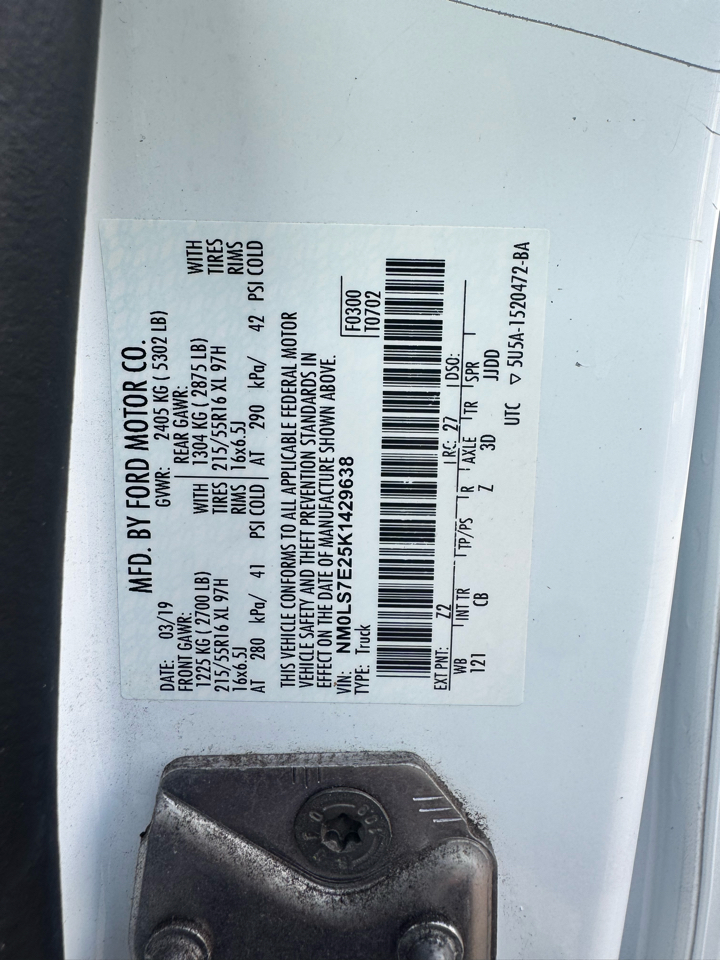 MFD. BY FORD MOTOR CO.
DATE: 03/19 GVWR: 2405 KG ( 5302 LB)
FRONT GAWR: REAR GAWR:
1225 KG ( 2700 LB) WITH 1304 KG ( 2875 LB) WITH
215/55R16 XL 97H TIRES 215/55R16 XL 97H TIRES
16x6.5J RIMS 16x6.5J RIMS
AT 280 kPa/ 41 PSI COLD AT 290 kPa/ 42 PSI COLD
THIS VEHICLE CONFORMS TO ALL APPLICABLE FEDERAL MOTOR
VEHICLE SAFETY AND THEFT PREVENTION STANDARDS IN
EFFECT ON THE DATE OF MANUFACTURE SHOWN ABOVE.
VIN: NM0LS7E25K1429638 F0300
TYPE: Truck T0702
EXT PNT: Z2 RC: 27 DSO:
WB INT TR TP/PS R AXLE TR SPR
121 CB Z 3D JJDD
UTC ▽ 5U5A-1520472-BA